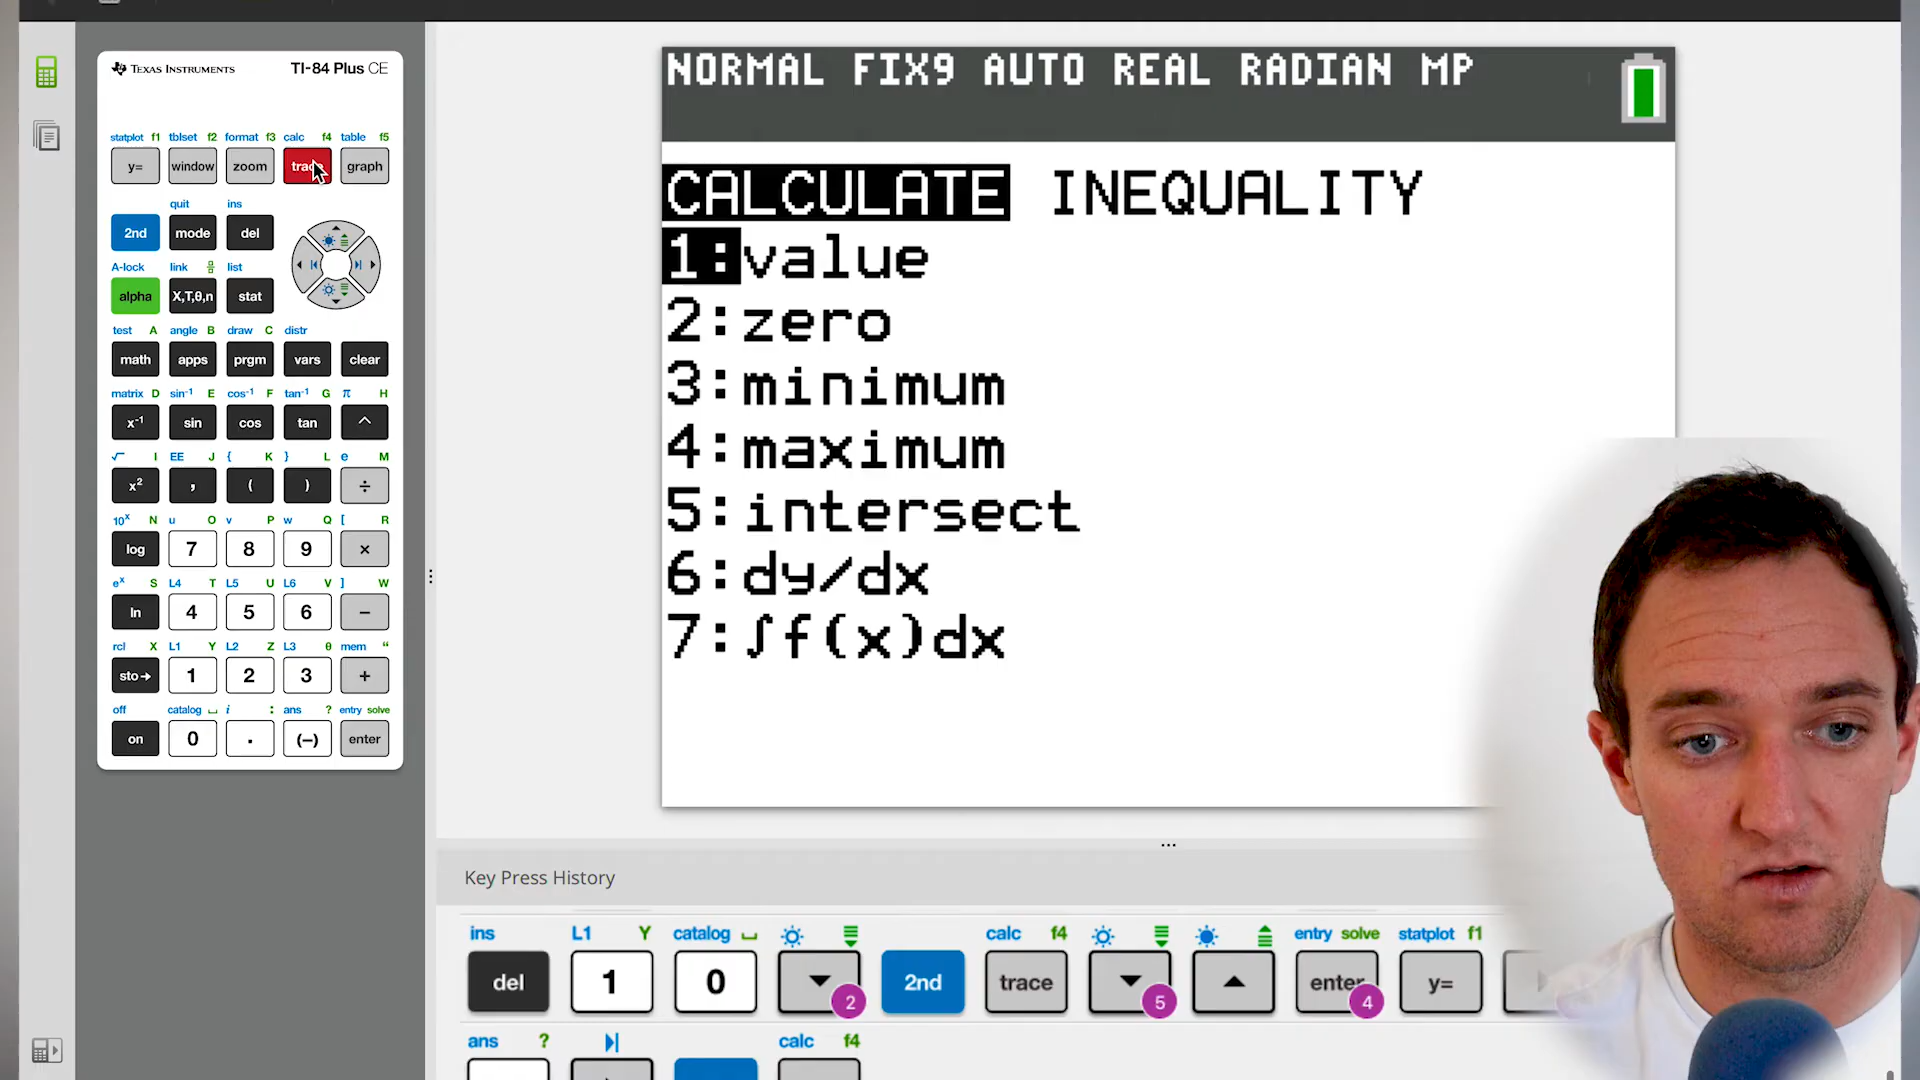 TEXAS INSTRUMENTS TI-84 Plus CE
statplot f1 tblset f2 format f3 calc f4 table f5
y= window zoom trace graph
quit ins
2nd mode del
A-lock link list
alpha X,T,θ,n stat
test A angle B draw C distr
math apps prgm vars clear
matrix D sin⁻¹ E cos⁻¹ F tan⁻¹ G π H
x⁻¹ sin cos tan ^
√ I EE J { K } L e M
x² , ( ) ÷
10ˣ N u O v P w Q [ R
log 7 8 9 ×
eˣ S L4 T L5 U L6 V ] W
ln 4 5 6 −
rcl X L1 Y L2 Z L3 θ mem “
sto→ 1 2 3 +
off catalog ⎵ i : ans ? entry solve
on 0 . (−) enter
NORMAL FIX9 AUTO REAL RADIAN MP
CALCULATE INEQUALITY
1:value
2:zero
3:minimum
4:maximum
5:intersect
6:dy/dx
7:∫f(x)dx
Key Press History
ins L1 Y catalog ⎵ calc f4 entry solve statplot f1
del 1 0 2 2nd trace 5 enter 4 y=
ans ? calc f4